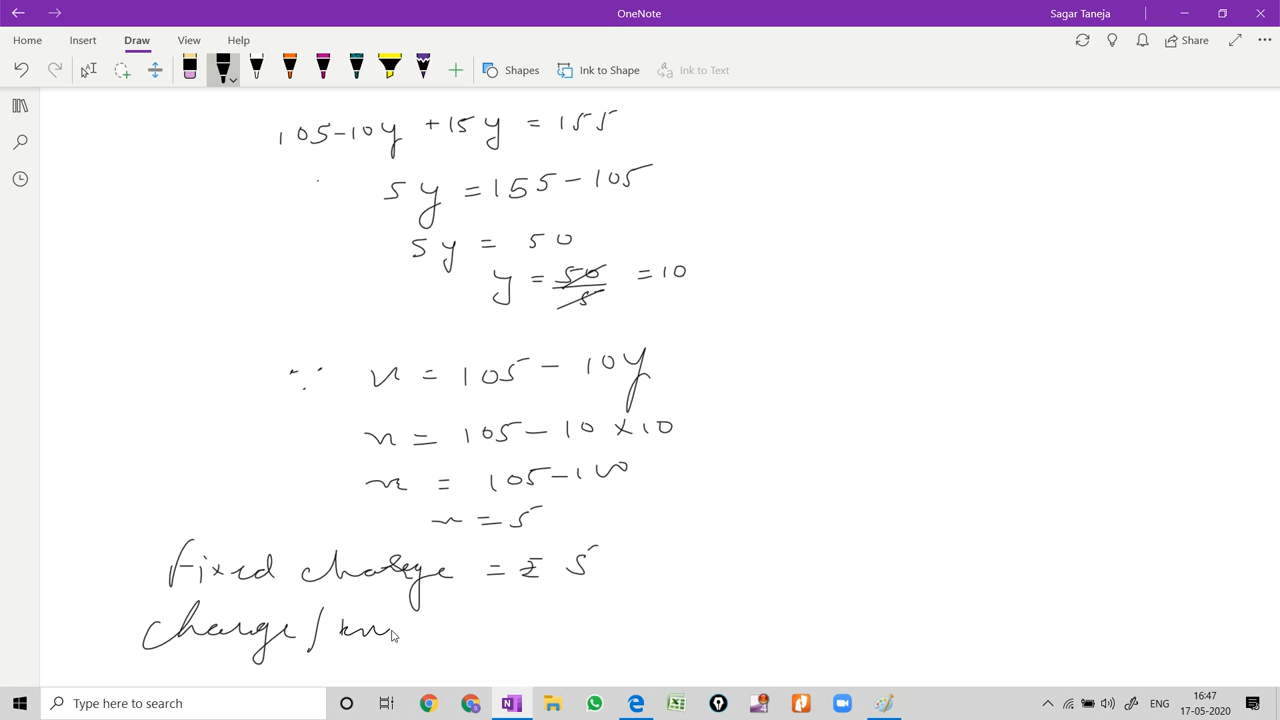 OneNote
Sagar Taneja
Home Insert Draw View Help
Share
Shapes Ink to Shape Ink to Text
105-10y +15y = 155
5y = 155 - 105
5y = 50
y = 50/5 = 10
∵ x = 105 - 10y
x = 105 - 10 × 10
x = 105 - 100
x = 5
Fixed charge = ₹ 5
Charge / km
Type here to search
ENG
16:47
17-05-2020